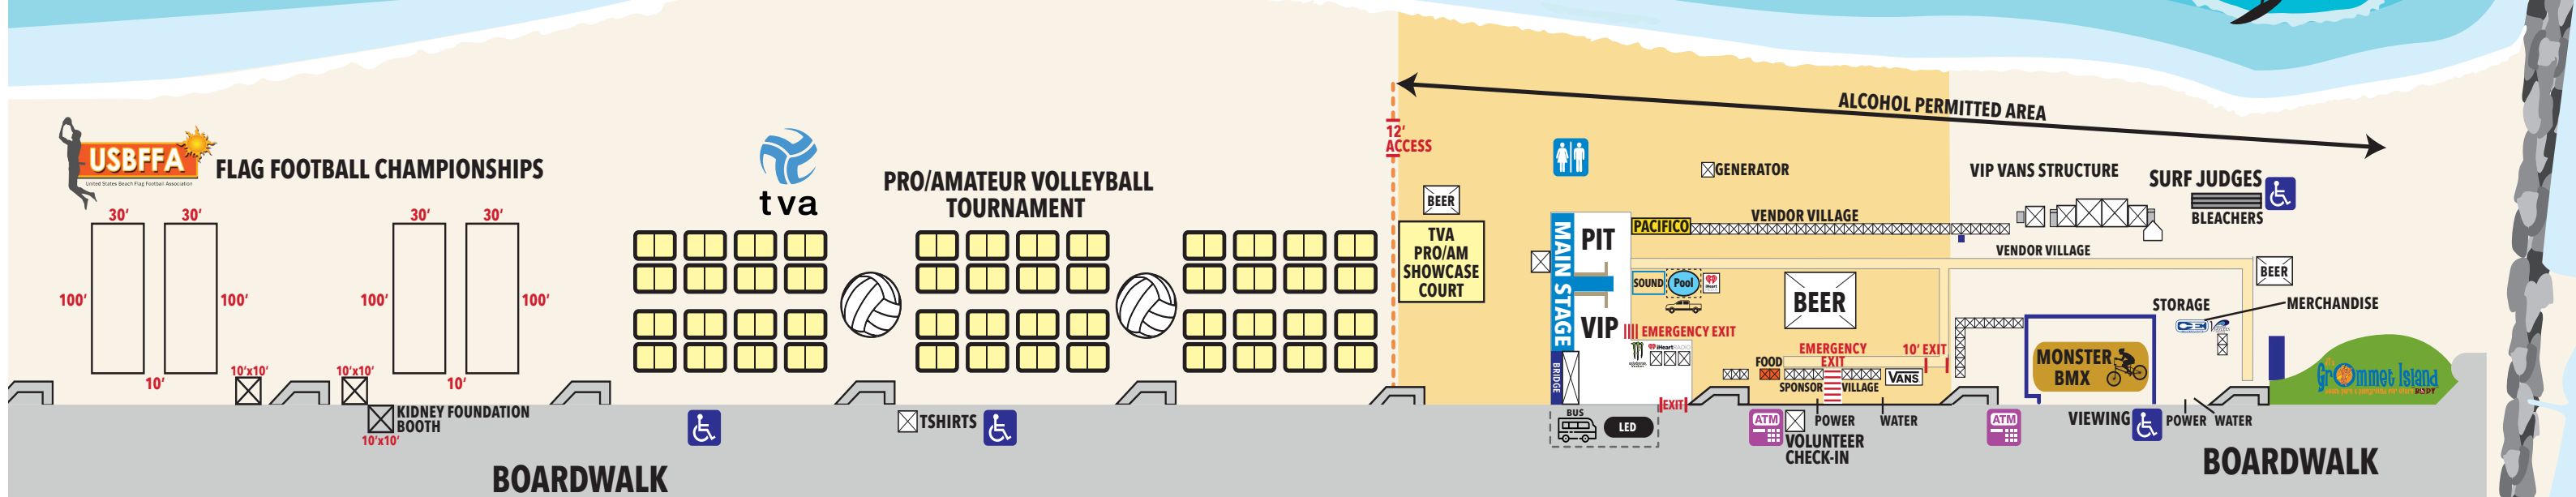 ALCOHOL PERMITTED AREA
12'
ACCESS
USBFFA
United States Beach Flag Football Association
FLAG FOOTBALL CHAMPIONSHIPS
tva
PRO/AMATEUR VOLLEYBALL
TOURNAMENT
GENERATOR
VIP VANS STRUCTURE
SURF JUDGES
BLEACHERS
30'
30'
30'
30'
100'
100'
100'
100'
10'
10'
BEER
TVA
PRO/AM
SHOWCASE
COURT
MAIN STAGE
PIT
VIP
PACIFICO
VENDOR VILLAGE
VENDOR VILLAGE
SOUND
Pool
iHeart
BEER
BEER
STORAGE
MERCHANDISE
EMERGENCY EXIT
iHeartRADIO
BRIDGE
FOOD
EMERGENCY
EXIT
10' EXIT
SPONSOR
VILLAGE
VANS
MONSTER
BMX
GrOmmet Island
10'x10'
10'x10'
KIDNEY FOUNDATION
BOOTH
10'x10'
TSHIRTS
EXIT
BUS
LED
ATM
POWER
WATER
VOLUNTEER
CHECK-IN
ATM
VIEWING
POWER
WATER
BOARDWALK
BOARDWALK